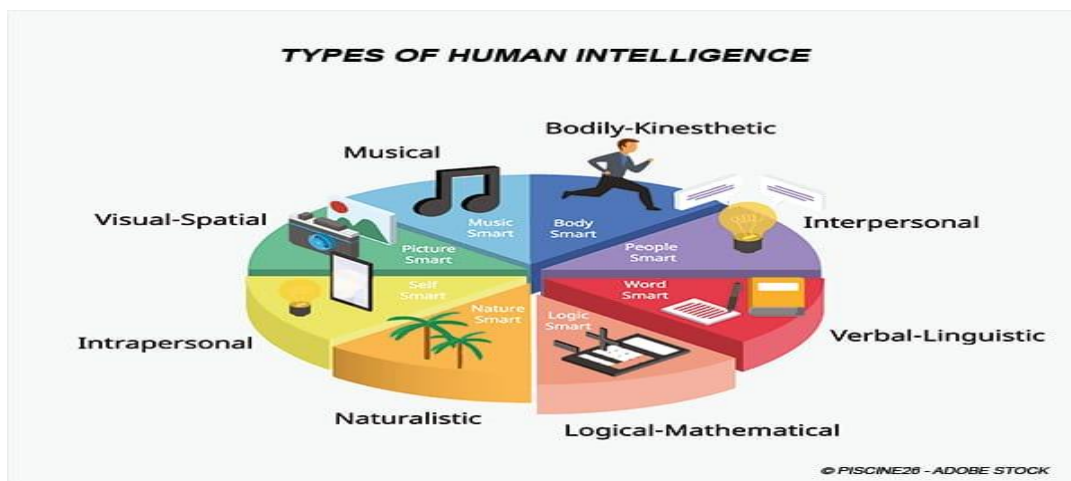 TYPES OF HUMAN INTELLIGENCE
Bodily-Kinesthetic
Musical
Visual-Spatial
Interpersonal
Music
Smart
Body
Smart
Picture
Smart
People
Smart
Self
Smart
Word
Smart
Nature
Smart
Logic
Smart
Intrapersonal
Verbal-Linguistic
Naturalistic
Logical-Mathematical
© PISCINE26 - ADOBE STOCK